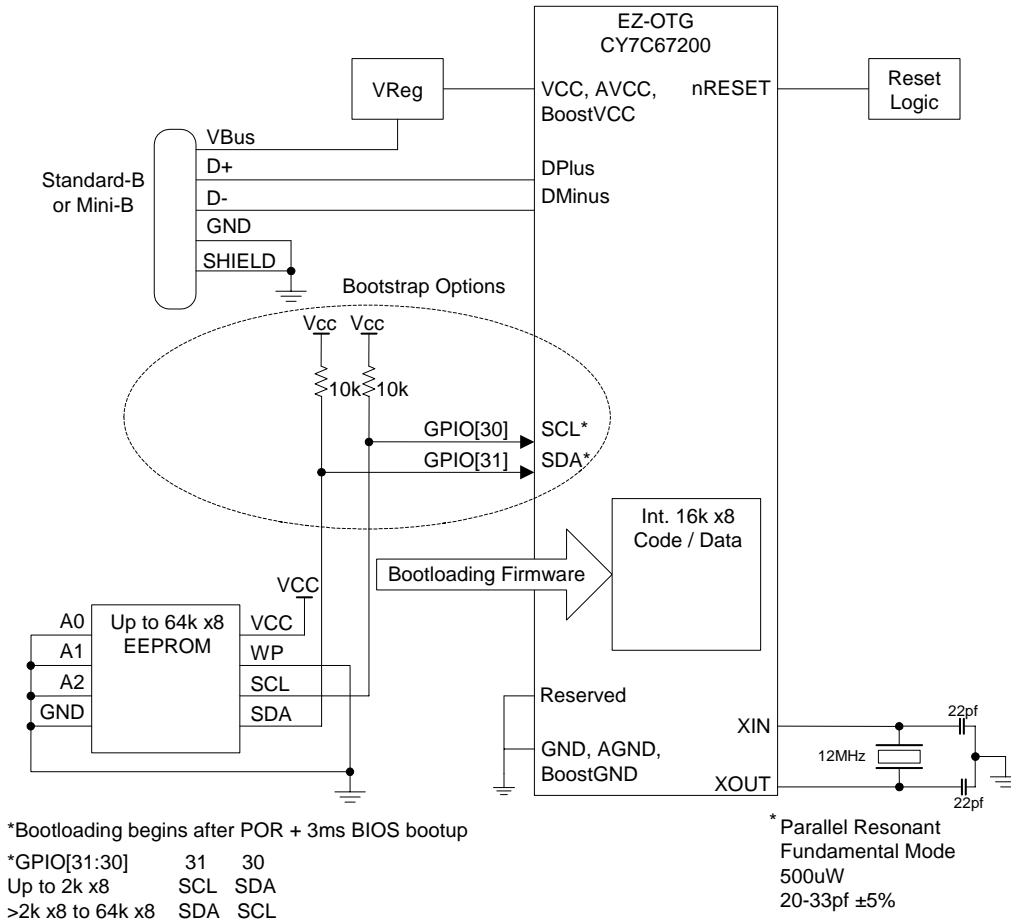 EZ-OTG
CY7C67200
VReg
VCC, AVCC,
BoostVCC
nRESET
Reset
Logic
VBus
D+
DPlus
Standard-B
or Mini-B
D-
DMinus
GND
SHIELD
Bootstrap Options
Vcc Vcc
10k 10k
GPIO[30]
SCL*
GPIO[31]
SDA*
Int. 16k x8
Code / Data
Bootloading Firmware
VCC
A0
Up to 64k x8
EEPROM
VCC
A1
WP
A2
SCL
GND
SDA
Reserved
XIN
22pf
GND, AGND,
BoostGND
12MHz
XOUT
22pf
*Bootloading begins after POR + 3ms BIOS bootup
*GPIO[31:30] 31 30
Up to 2k x8 SCL SDA
>2k x8 to 64k x8 SDA SCL
* Parallel Resonant
Fundamental Mode
500uW
20-33pf ±5%